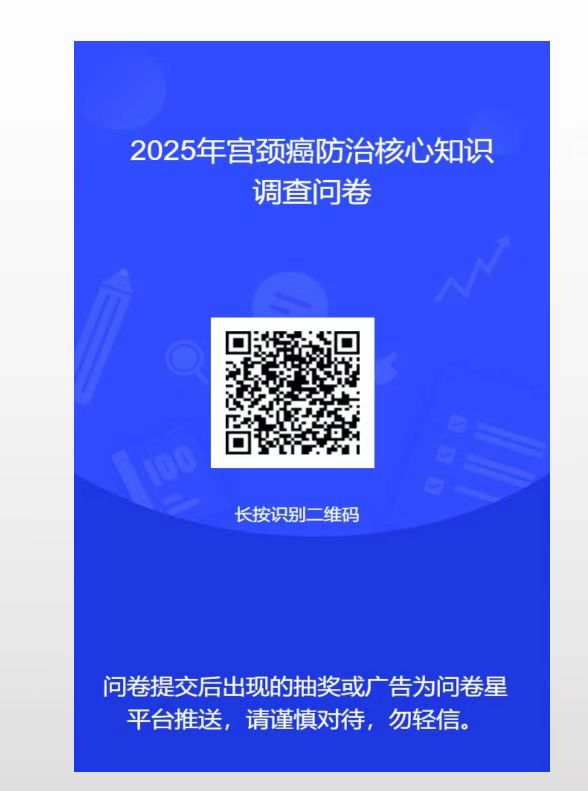 2025年宫颈癌防治核心知识
调查问卷
100
长按识别二维码
问卷提交后出现的抽奖或广告为问卷星
平台推送，请谨慎对待，勿轻信。